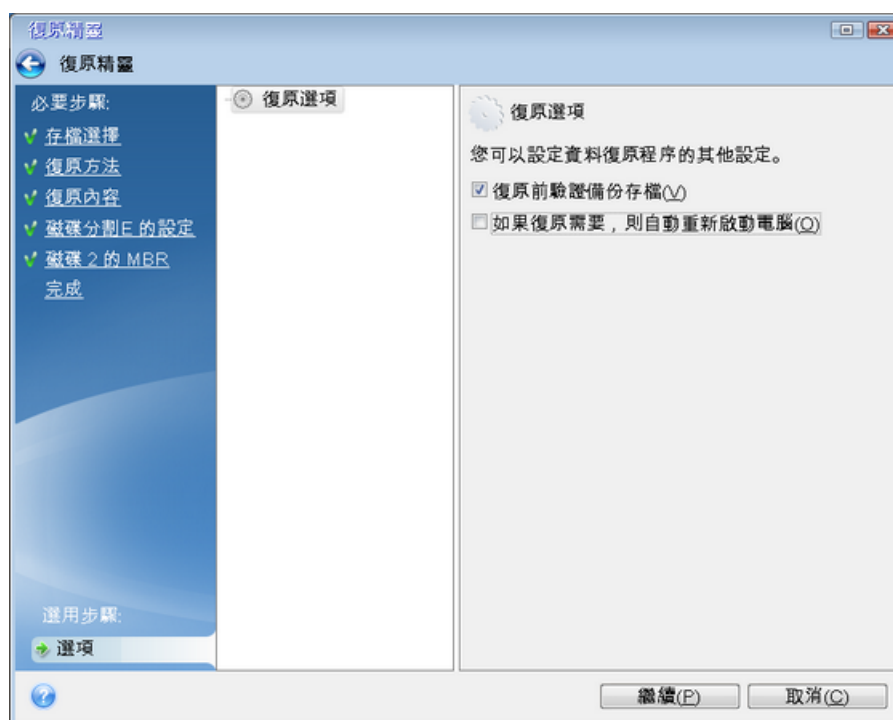 復原精靈
復原精靈
必要步驟:
存檔選擇
復原方法
復原內容
磁碟分割E 的設定
磁碟 2 的 MBR
完成
選用步驟:
選項
復原選項
復原選項
您可以設定資料復原程序的其他設定。
復原前驗證備份存檔(V)
如果復原需要，則自動重新啟動電腦(O)
繼續(P)
取消(C)